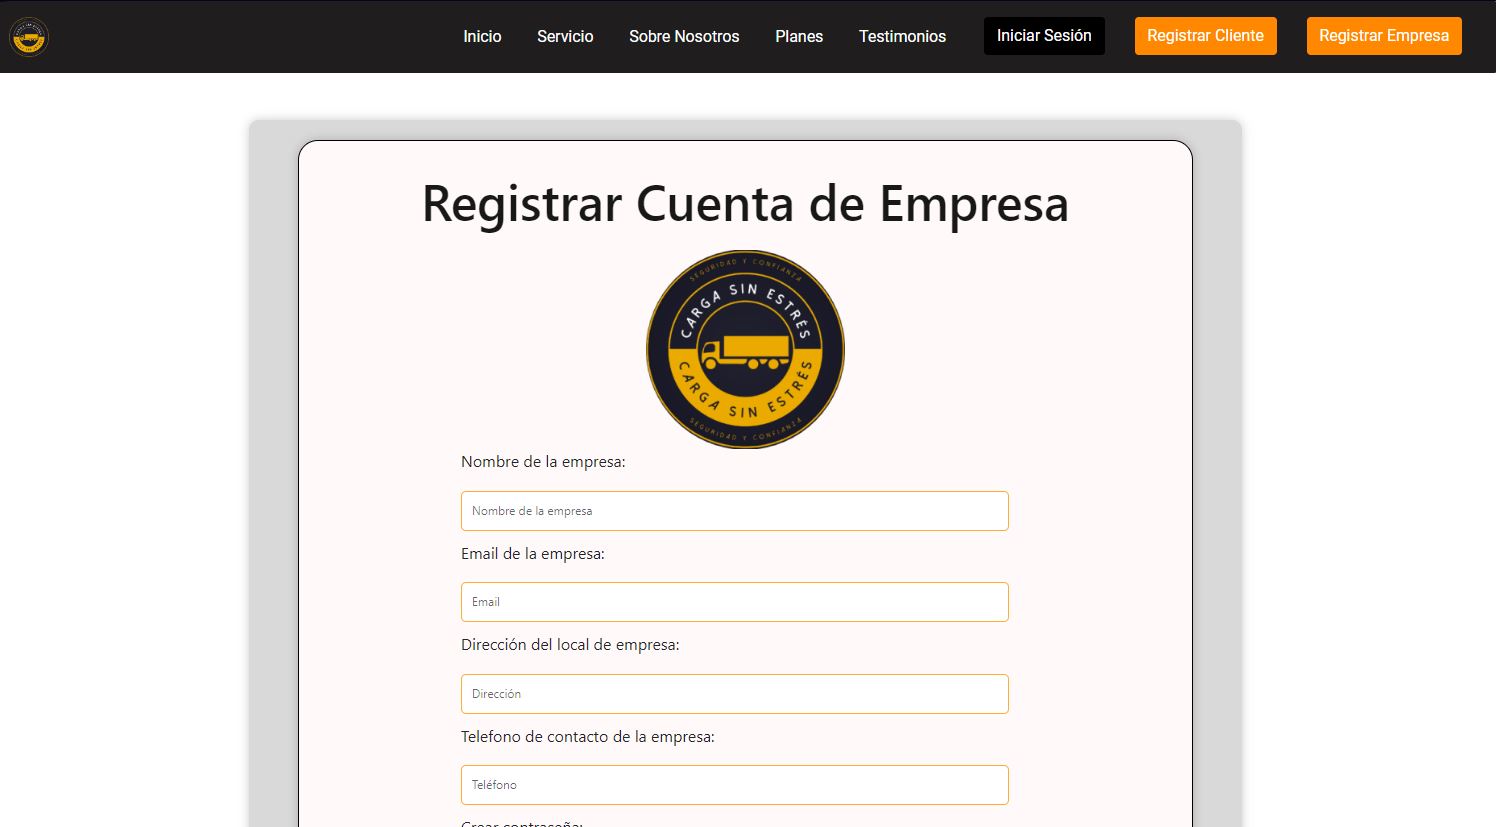 Inicio Servicio Sobre Nosotros Planes Testimonios Iniciar Sesión Registrar Cliente Registrar Empresa
Registrar Cuenta de Empresa
SEGURIDAD Y CONFIANZA
CARGA SIN ESTRÉS
CARGA SIN ESTRÉS
SEGURIDAD Y CONFIANZA
Nombre de la empresa:
Nombre de la empresa
Email de la empresa:
Email
Dirección del local de empresa:
Dirección
Telefono de contacto de la empresa:
Teléfono
Crear contraseña: